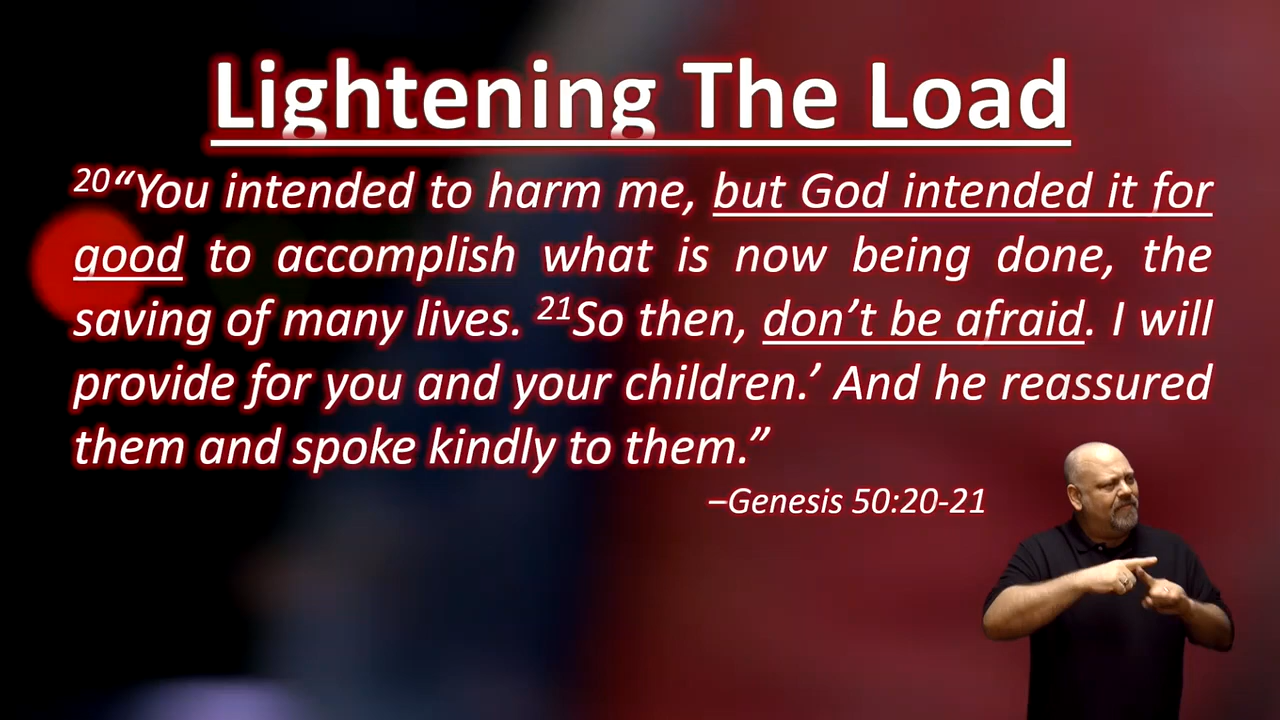 Lightening The Load
20“You intended to harm me, but God intended it for
good to accomplish what is now being done, the
saving of many lives. 21So then, don’t be afraid. I will
provide for you and your children.’ And he reassured
them and spoke kindly to them.”
–Genesis 50:20-21